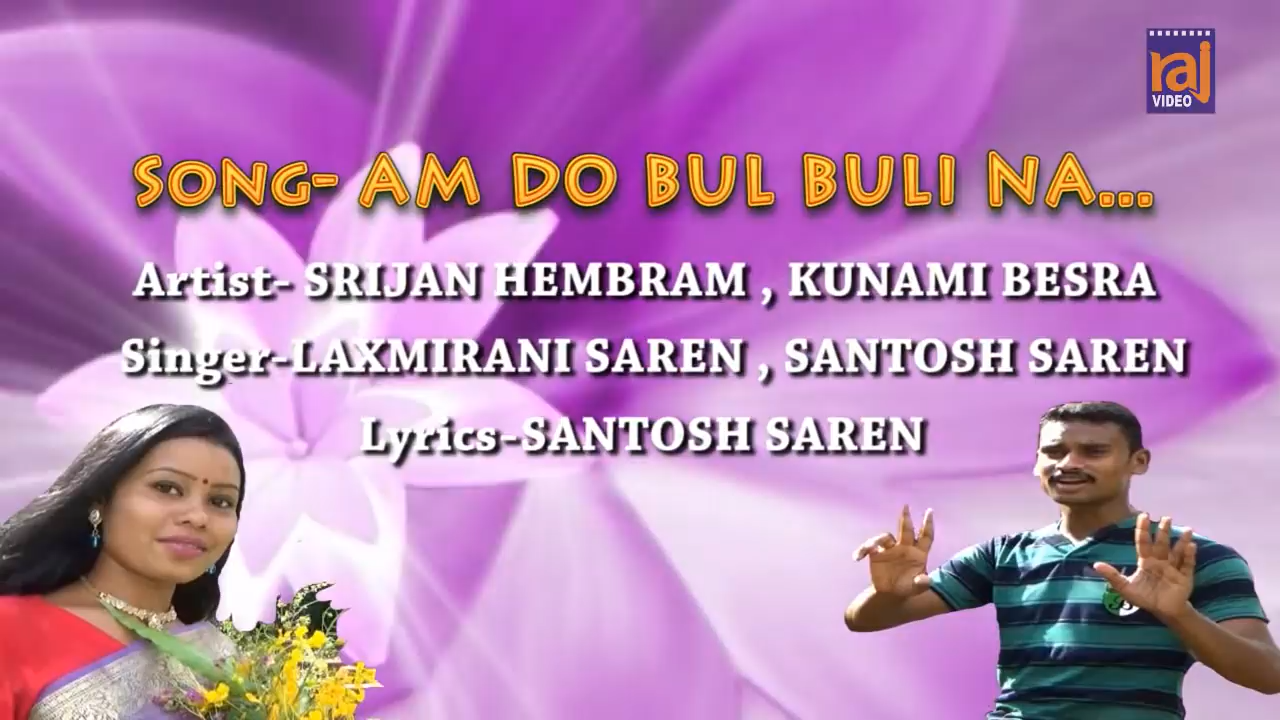 raj
VIDEO
SONG- AM DO BUL BULI NA...
Artist- SRIJAN HEMBRAM , KUNAMI BESRA
Singer-LAXMIRANI SAREN , SANTOSH SAREN
Lyrics-SANTOSH SAREN